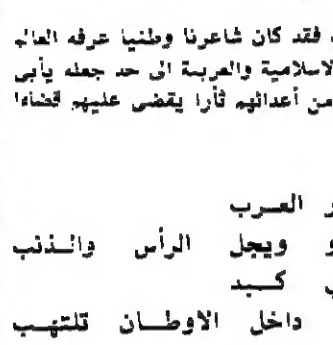 فقد كان شاعرنا وطنيا عرفه العالم
الاسلامية والعربية الى حد جعله يأبى
من أعدائهم ثأرا يقضى عليهم قضاءا
العرب
ويجل الرأس والذنب
كبد
داخل الاوطان تلتهب